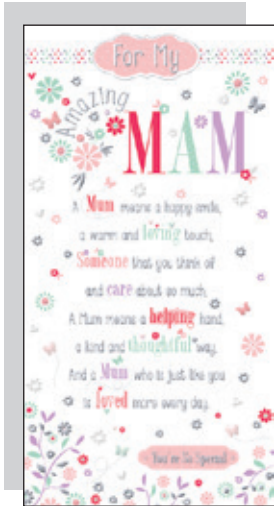 For My
Amazing
MAM
A Mum means a happy smile,
a warm and loving touch,
Someone that you think of
and care about so much,
A Mum means a helping hand,
a kind and thoughtful way,
And a Mum who is just like you
is loved more every day.
You're So Special